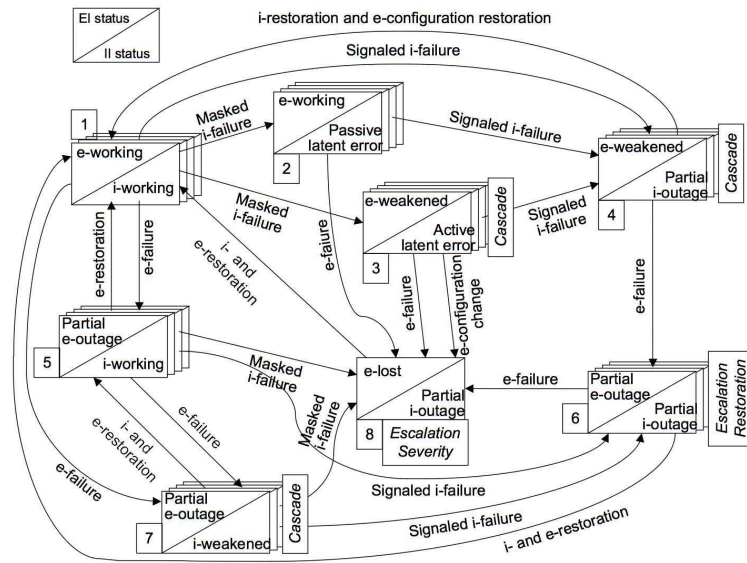 EI status
II status
i-restoration and e-configuration restoration
Signaled i-failure
1
e-working
i-working
Masked
i-failure
e-working
Passive
latent error
2
Signaled i-failure
e-weakened
Partial
i-outage
4
Cascade
Masked
i-failure
e-weakened
Active
latent error
3
Cascade
Signaled
i-failure
e-restoration
e-failure
i- and
e-restoration
e-faiure
e-failure
e-configuration
change
e-failure
Partial
e-outage
i-working
5
Masked
i-failure
e-lost
Partial
i-outage
8
Escalation
Severity
e-failure
Partial
e-outage
Partial
i-outage
6
Escalation
Restoration
e-failure
i- and
e-restoration
Masked
i-failure
e-failure
Partial
e-outage
i-weakened
7
Cascade
Signaled i-failure
Signaled i-failure
i- and e-restoration